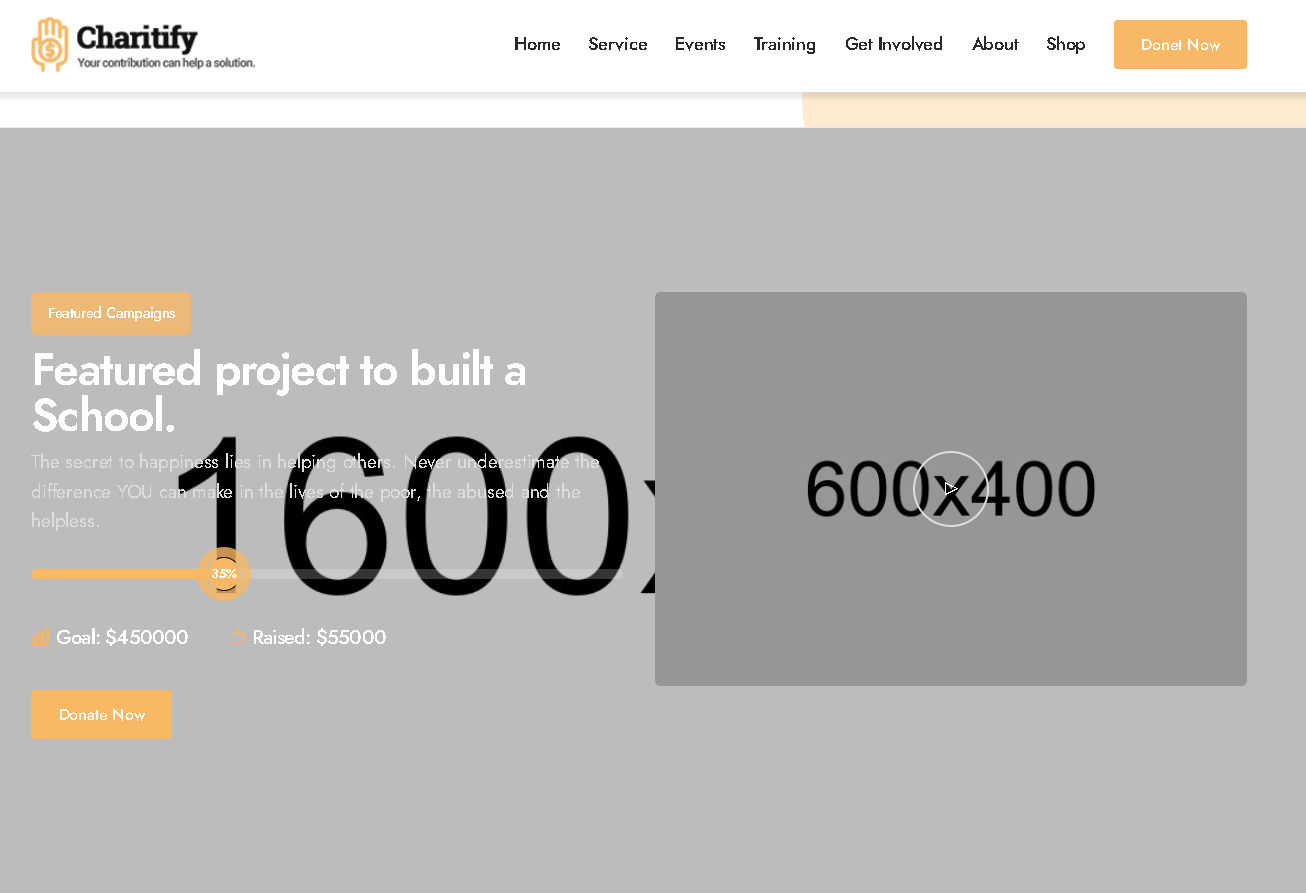 Charitify
Your contribution can help a solution.
Home Service Events Training Get Involved About Shop Donet Now
Featured Campaigns
Featured project to built a
School.
The secret to happiness lies in helping others. Never underestimate the
difference YOU can make in the lives of the poor, the abused and the
helpless.
1600x
600x400
35%
Goal: $450000 Raised: $55000
Donate Now